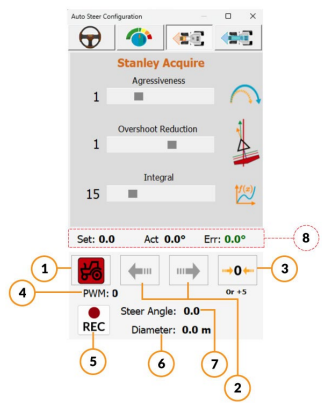 Auto Steer Configuration
Stanley Acquire
Agressiveness
1
Overshoot Reduction
1
Integral
15
f(x)
Set: 0.0 Act 0.0° Err: 0.0°
8
1
→0←
3
4
PWM: 0
0r +5
REC
Steer Angle: 0.0
Diameter: 0.0 m
5
6
7
2